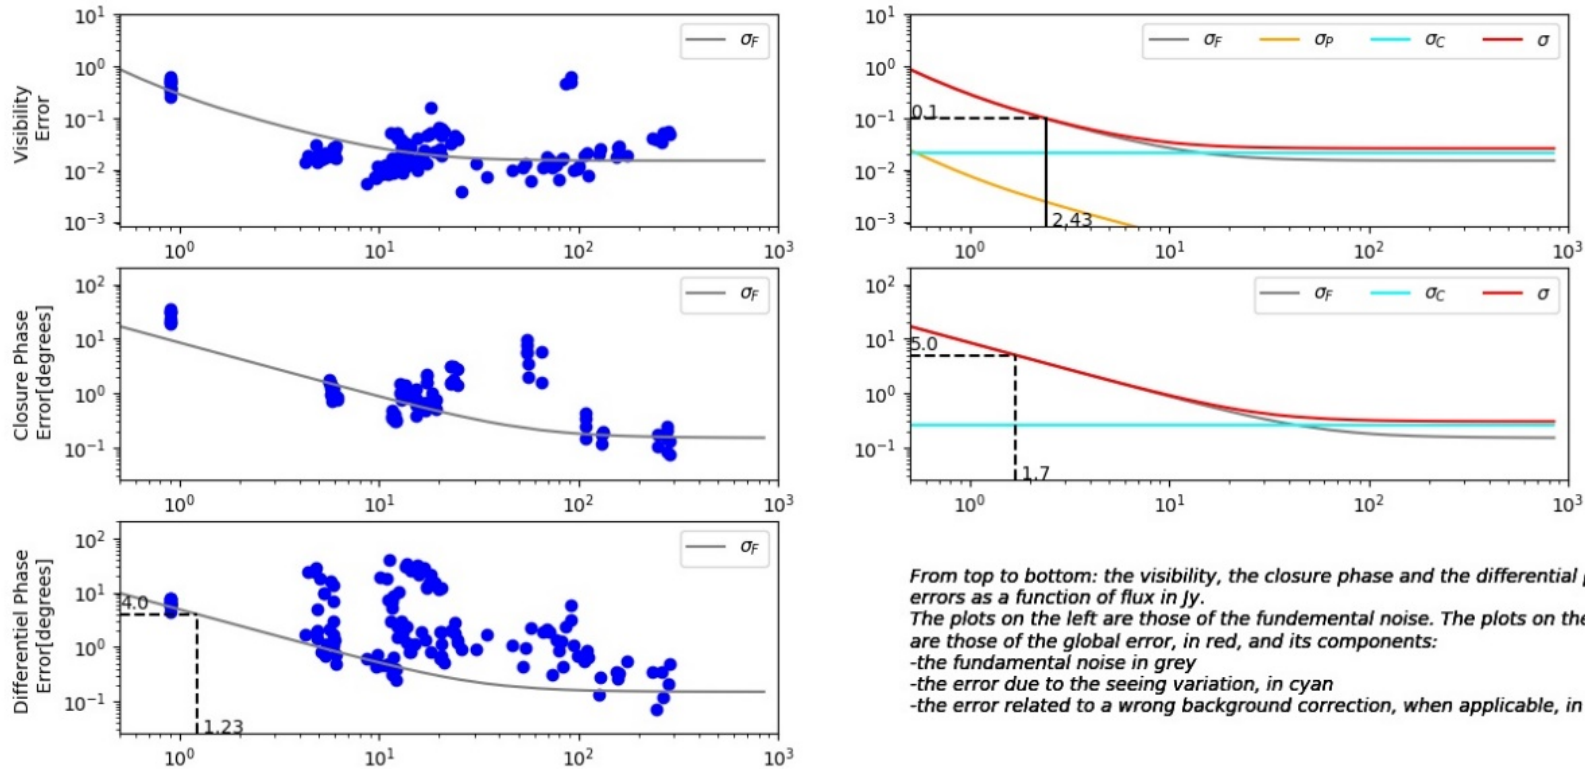 10¹
10⁰
10⁻¹
10⁻²
10⁻³
Visibility
Error
σF
10⁰ 10¹ 10² 10³
10¹
10⁰
10⁻¹
10⁻²
10⁻³
σF σP σC σ
0.1
2.43
10⁰ 10¹ 10² 10³
10²
10¹
10⁰
10⁻¹
Closure Phase
Error[degrees]
σF
10⁰ 10¹ 10² 10³
10²
10¹
10⁰
10⁻¹
σF σC σ
5.0
1.7
10⁰ 10¹ 10² 10³
10²
10¹
10⁰
10⁻¹
Differentiel Phase
Error[degrees]
σF
4.0
1.23
10⁰ 10¹ 10² 10³
From top to bottom: the visibility, the closure phase and the differential
errors as a function of flux in Jy.
The plots on the left are those of the fundemental noise. The plots on the
are those of the global error, in red, and its components:
-the fundamental noise in grey
-the error due to the seeing variation, in cyan
-the error related to a wrong background correction, when applicable, in